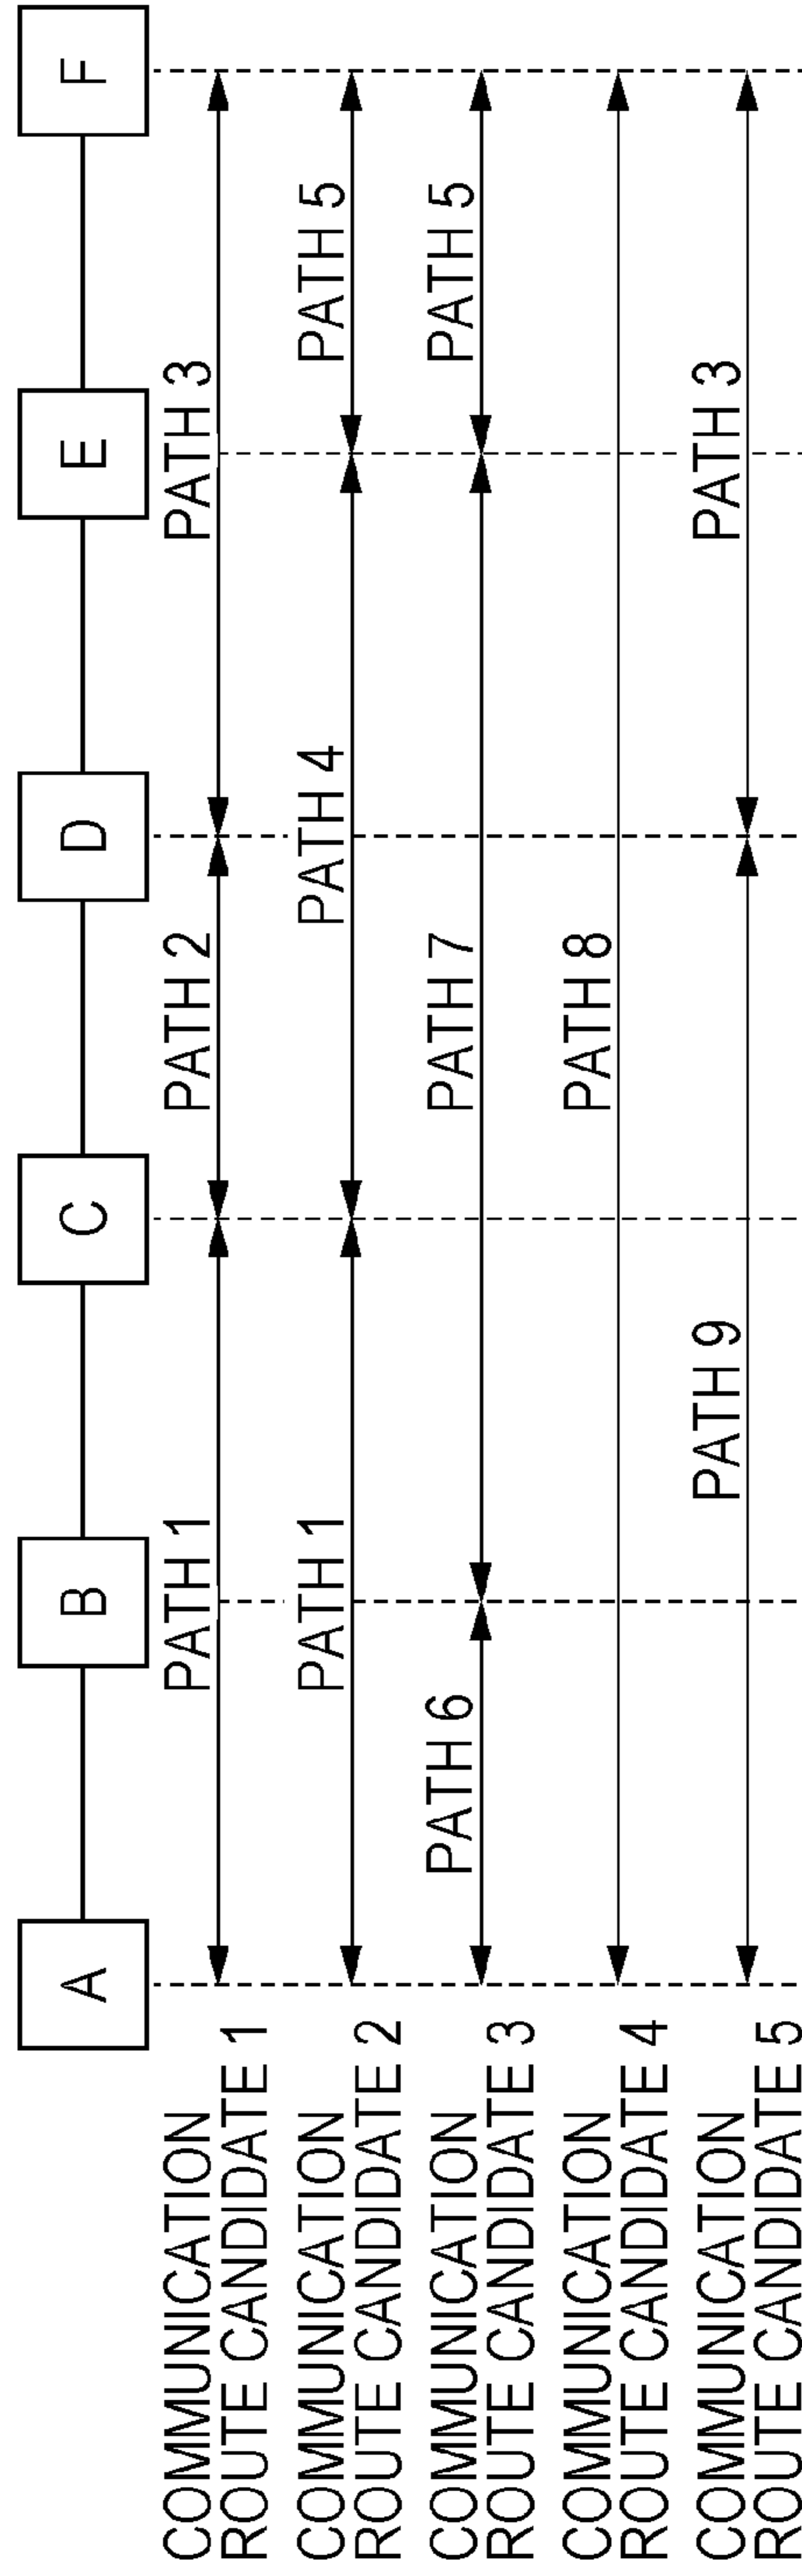 A B C D E F
PATH 1 PATH 2 PATH 3
COMMUNICATION
ROUTE CANDIDATE 1
PATH 1 PATH 4 PATH 5
COMMUNICATION
ROUTE CANDIDATE 2
PATH 6 PATH 7 PATH 5
COMMUNICATION
ROUTE CANDIDATE 3
PATH 8
COMMUNICATION
ROUTE CANDIDATE 4
PATH 9 PATH 3
COMMUNICATION
ROUTE CANDIDATE 5